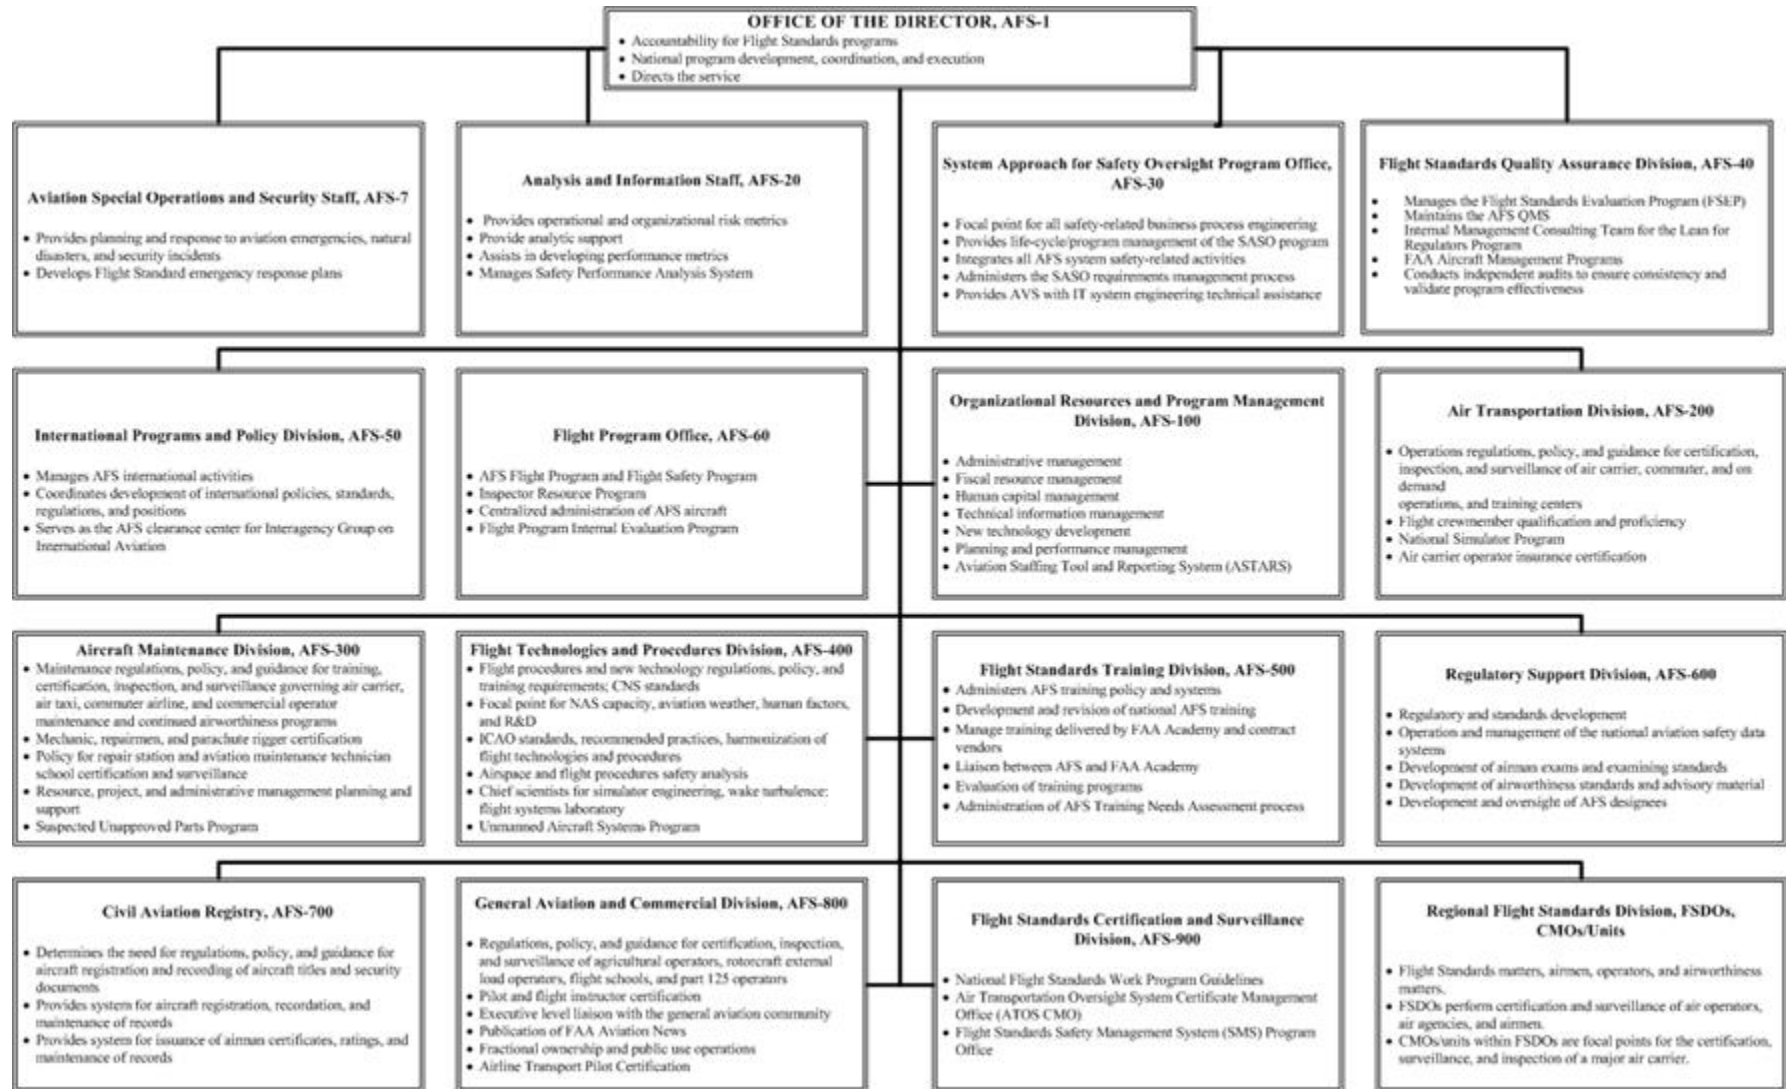 OFFICE OF THE DIRECTOR, AFS-1
• Accountability for Flight Standards programs
• National program development, coordination, and execution
• Directs the service
Aviation Special Operations and Security Staff, AFS-7
• Provides planning and response to aviation emergencies, natural
disasters, and security incidents
• Develops Flight Standard emergency response plans
Analysis and Information Staff, AFS-20
• Provides operational and organizational risk metrics
• Provide analytic support
• Assists in developing performance metrics
• Manages Safety Performance Analysis System
System Approach for Safety Oversight Program Office,
AFS-30
• Focal point for all safety-related business process engineering
• Provides life-cycle/program management of the SASO program
• Integrates all AFS system safety-related activities
• Administers the SASO requirements management process
• Provides AVS with IT system engineering technical assistance
Flight Standards Quality Assurance Division, AFS-40
• Manages the Flight Standards Evaluation Program (FSEP)
• Maintains the AFS QMS
• Internal Management Consulting Team for the Lean for
Regulators Program
• FAA Aircraft Management Programs
• Conducts independent audits to ensure consistency and
validate program effectiveness
International Programs and Policy Division, AFS-50
• Manages AFS international activities
• Coordinates development of international policies, standards,
regulations, and positions
• Serves as the AFS clearance center for Interagency Group on
International Aviation
Flight Program Office, AFS-60
• AFS Flight Program and Flight Safety Program
• Inspector Resource Program
• Centralized administration of AFS aircraft
• Flight Program Internal Evaluation Program
Organizational Resources and Program Management
Division, AFS-100
• Administrative management
• Fiscal resource management
• Human capital management
• Technical information management
• New technology development
• Planning and performance management
• Aviation Staffing Tool and Reporting System (ASTARS)
Air Transportation Division, AFS-200
• Operations regulations, policy, and guidance for certification,
inspection, and surveillance of air carrier, commuter, and on
demand
operations, and training centers
• Flight crewmember qualification and proficiency
• National Simulator Program
• Air carrier operator insurance certification
Aircraft Maintenance Division, AFS-300
• Maintenance regulations, policy, and guidance for training,
certification, inspection, and surveillance governing air carrier,
air taxi, commuter airline, and commercial operator
maintenance and continued airworthiness programs
• Mechanic, repairmen, and parachute rigger certification
• Policy for repair station and aviation maintenance technician
school certification and surveillance
• Resource, project, and administrative management planning and
support
• Suspected Unapproved Parts Program
Flight Technologies and Procedures Division, AFS-400
• Flight procedures and new technology regulations, policy, and
training requirements; CNS standards
• Focal point for NAS capacity, aviation weather, human factors,
and R&D
• ICAO standards, recommended practices, harmonization of
flight technologies and procedures
• Airspace and flight procedures safety analysis
• Chief scientists for simulator engineering, wake turbulence:
flight systems laboratory
• Unmanned Aircraft Systems Program
Flight Standards Training Division, AFS-500
• Administers AFS training policy and systems
• Development and revision of national AFS training
• Manage training delivered by FAA Academy and contract
vendors
• Liaison between AFS and FAA Academy
• Evaluation of training programs
• Administration of AFS Training Needs Assessment process
Regulatory Support Division, AFS-600
• Regulatory and standards development
• Operation and management of the national aviation safety data
systems
• Development of airman exams and examining standards
• Development of airworthiness standards and advisory material
• Development and oversight of AFS designees
Civil Aviation Registry, AFS-700
• Determines the need for regulations, policy, and guidance for
aircraft registration and recording of aircraft titles and security
documents
• Provides system for aircraft registration, recordation, and
maintenance of records
• Provides system for issuance of airman certificates, ratings, and
maintenance of records
General Aviation and Commercial Division, AFS-800
• Regulations, policy, and guidance for certification, inspection,
and surveillance of agricultural operators, rotorcraft external
load operators, flight schools, and part 125 operators
• Pilot and flight instructor certification
• Executive level liaison with the general aviation community
• Publication of FAA Aviation News
• Fractional ownership and public use operations
• Airline Transport Pilot Certification
Flight Standards Certification and Surveillance
Division, AFS-900
• National Flight Standards Work Program Guidelines
• Air Transportation Oversight System Certificate Management
Office (ATOS CMO)
• Flight Standards Safety Management System (SMS) Program
Office
Regional Flight Standards Division, FSDOs,
CMOs/Units
• Flight Standards matters, airmen, operators, and airworthiness
matters.
• FSDOs perform certification and surveillance of air operators,
air agencies, and airmen.
• CMOs/units within FSDOs are focal points for the certification,
surveillance, and inspection of a major air carrier.